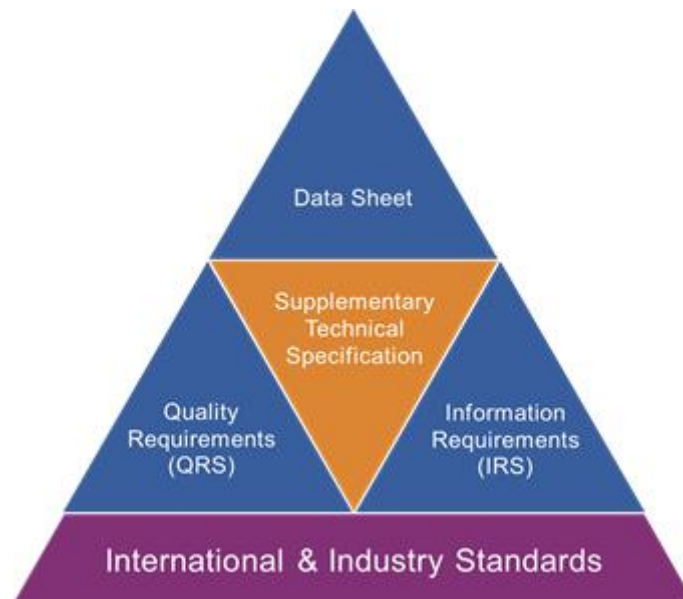 Data Sheet
Supplementary
Technical
Specification
Quality
Requirements
(QRS)
Information
Requirements
(IRS)
International & Industry Standards